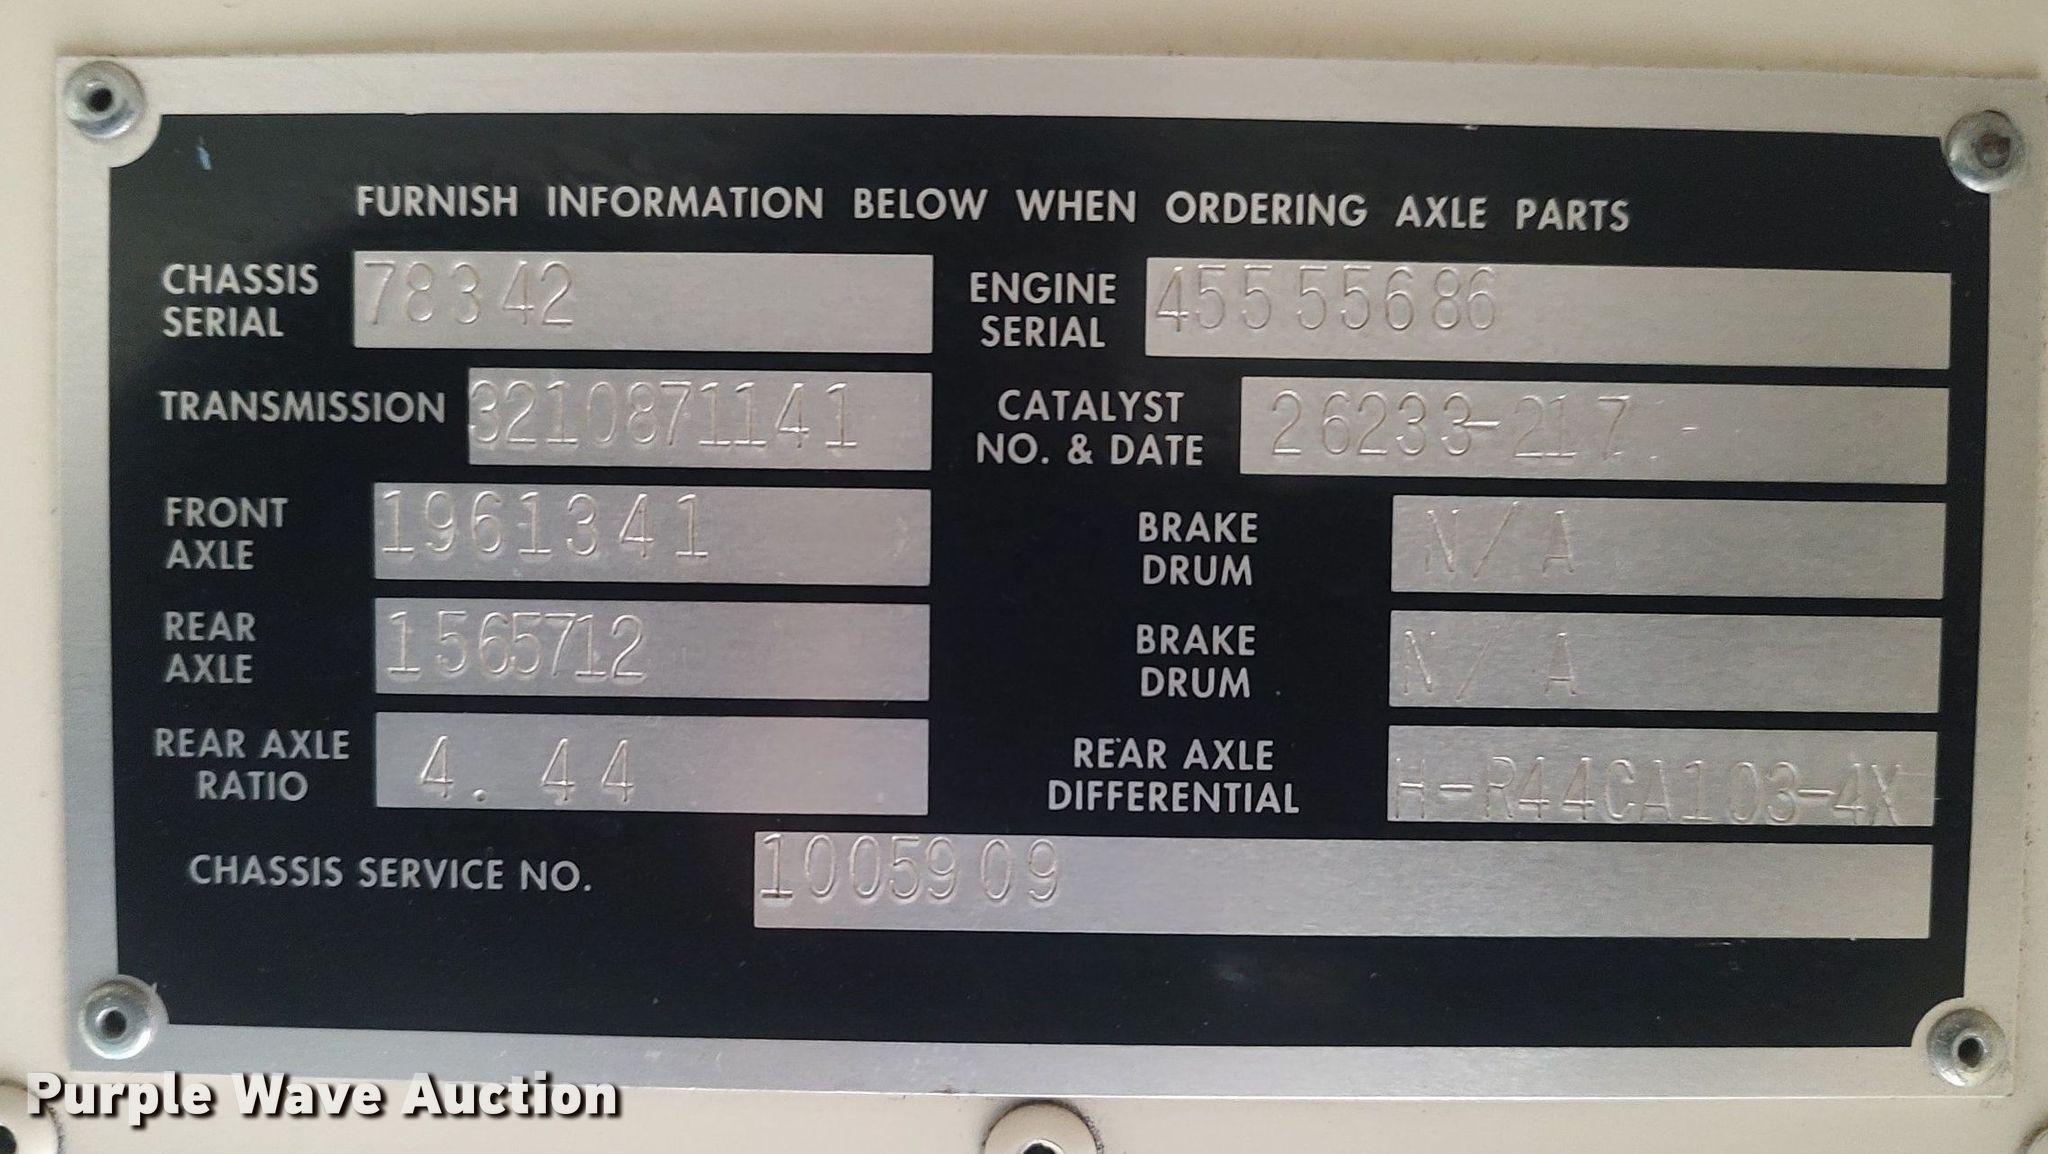 FURNISH INFORMATION BELOW WHEN ORDERING AXLE PARTS
CHASSIS SERIAL 78342
ENGINE SERIAL 45555686
TRANSMISSION 3210871141
CATALYST NO. & DATE 26233-217 -
FRONT AXLE 1961341
BRAKE DRUM N/A
REAR AXLE 1565712
BRAKE DRUM N/A
REAR AXLE RATIO 4.44
REAR AXLE DIFFERENTIAL H-R44CA103-4X
CHASSIS SERVICE NO. 1005909
Purple Wave Auction